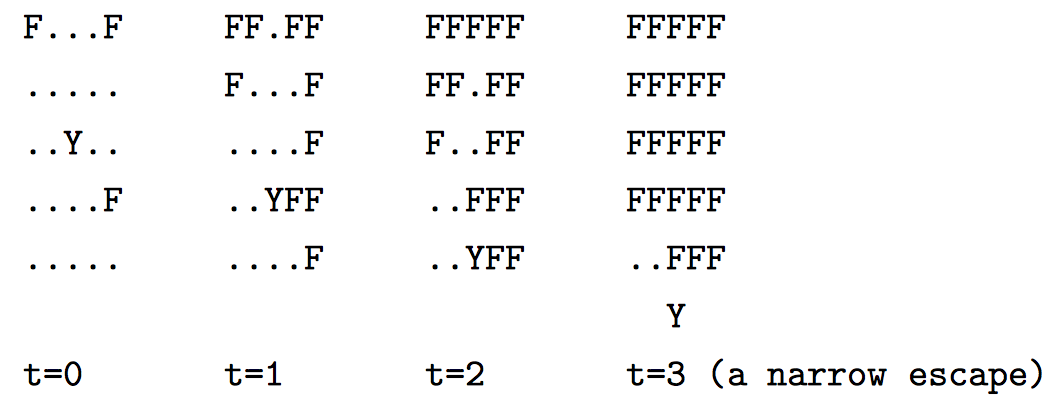 F...F FF.FF FFFFF FFFFF
..... F...F FF.FF FFFFF
..Y.. ....F F..FF FFFFF
....F ..YFF ..FFF FFFFF
..... ....F ..YFF ..FFF
Y
t=0 t=1 t=2 t=3 (a narrow escape)